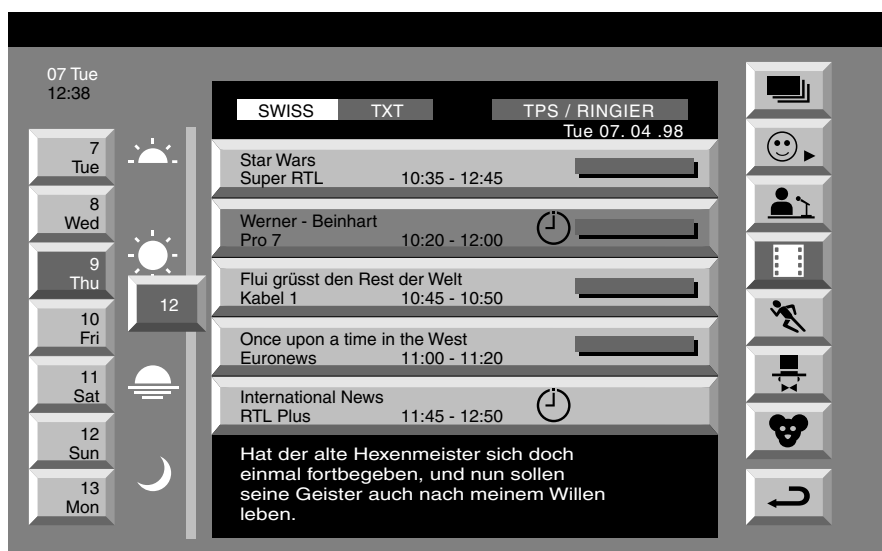 07 Tue
12:38
7
Tue
8
Wed
9
Thu
10
Fri
11
Sat
12
Sun
13
Mon
12
SWISS TXT TPS / RINGIER
Tue 07. 04 .98
Star Wars
Super RTL 10:35 - 12:45
Werner - Beinhart
Pro 7 10:20 - 12:00
Flui grüsst den Rest der Welt
Kabel 1 10:45 - 10:50
Once upon a time in the West
Euronews 11:00 - 11:20
International News
RTL Plus 11:45 - 12:50
Hat der alte Hexenmeister sich doch
einmal fortbegeben, und nun sollen
seine Geister auch nach meinem Willen
leben.